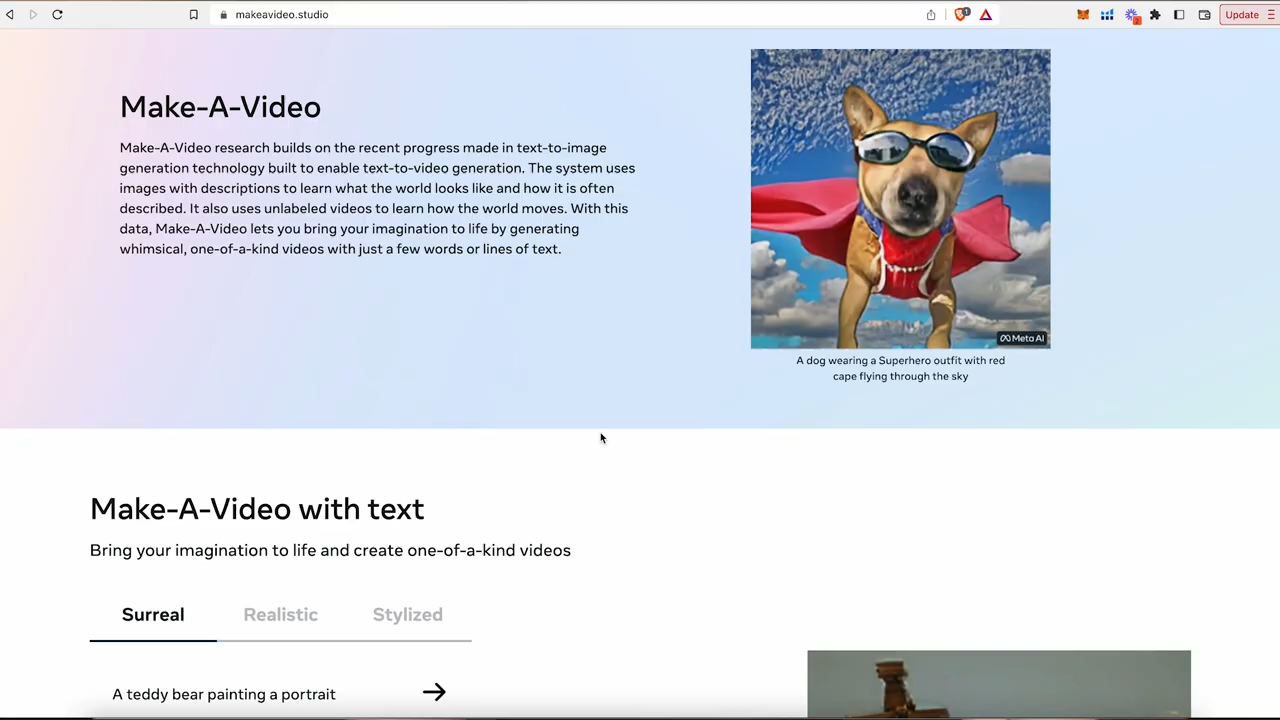 makeavideo.studio
1
2
Update
Make-A-Video
Make-A-Video research builds on the recent progress made in text-to-image
generation technology built to enable text-to-video generation. The system uses
images with descriptions to learn what the world looks like and how it is often
described. It also uses unlabeled videos to learn how the world moves. With this
data, Make-A-Video lets you bring your imagination to life by generating
whimsical, one-of-a-kind videos with just a few words or lines of text.
Meta AI
A dog wearing a Superhero outfit with red
cape flying through the sky
Make-A-Video with text
Bring your imagination to life and create one-of-a-kind videos
Surreal Realistic Stylized
A teddy bear painting a portrait